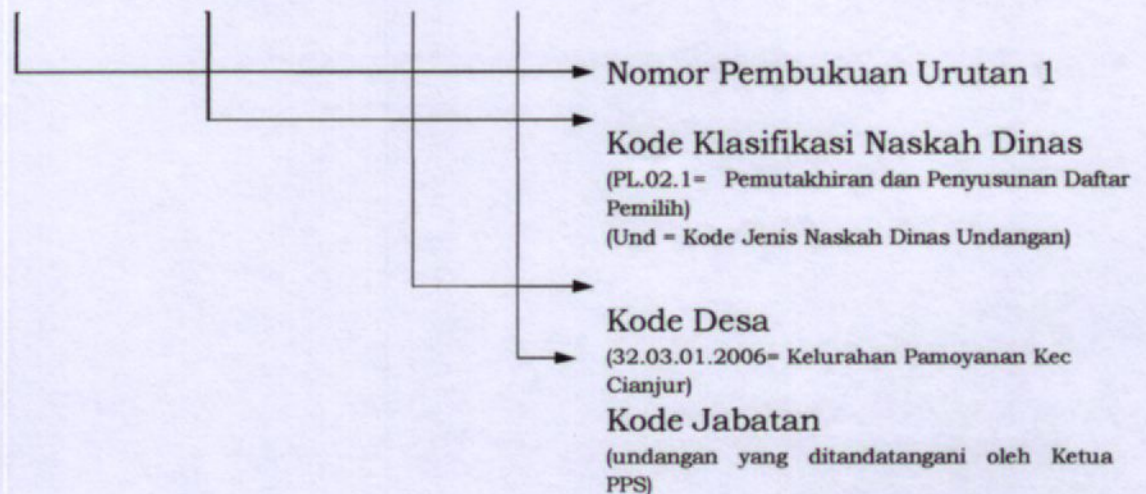 Nomor Pembukuan Urutan 1
Kode Klasifikasi Naskah Dinas
(PL.02.1= Pemutakhiran dan Penyusunan Daftar
Pemilih)
(Und = Kode Jenis Naskah Dinas Undangan)
Kode Desa
(32.03.01.2006= Kelurahan Pamoyanan Kec
Cianjur)
Kode Jabatan
(undangan yang ditandatangani oleh Ketua
PPS)